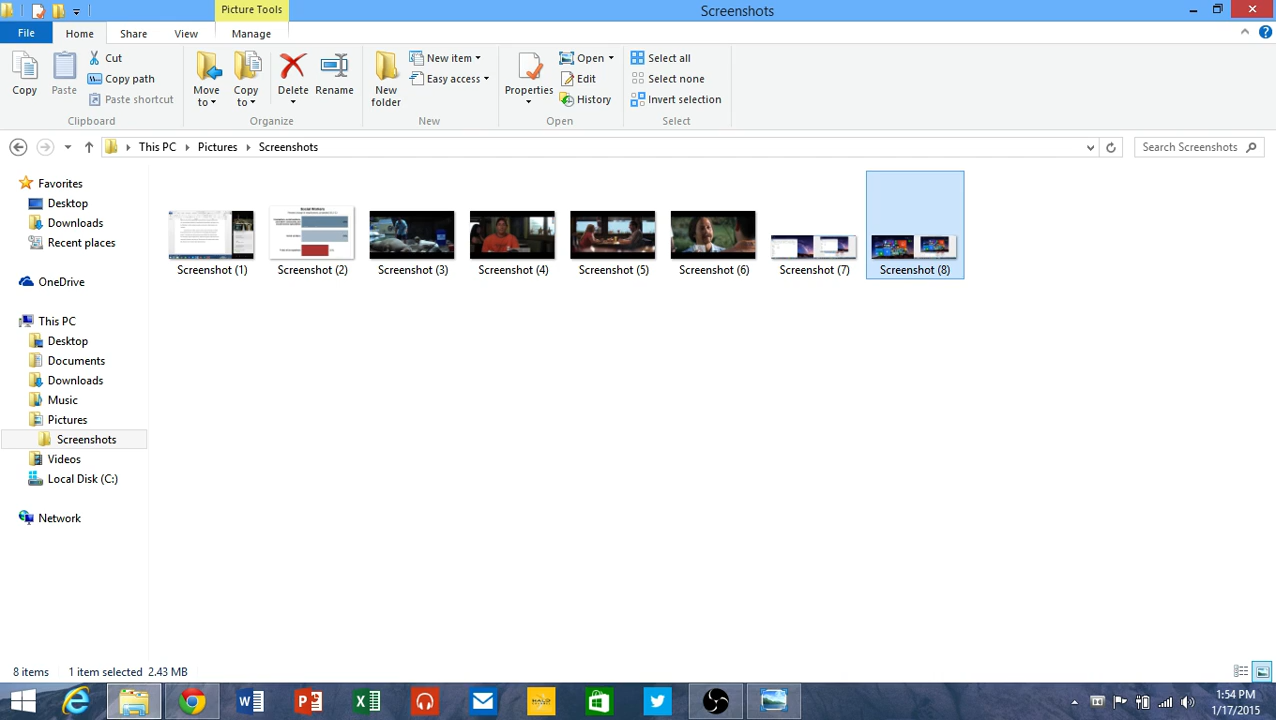 Picture Tools
Screenshots
File
Home
Share
View
Manage
Copy
Paste
Cut
Copy path
Paste shortcut
Clipboard
Move to
Copy to
Delete
Rename
Organize
New folder
New item
Easy access
New
Properties
Open
Edit
History
Open
Select all
Select none
Invert selection
Select
This PC
Pictures
Screenshots
Search Screenshots
Favorites
Desktop
Downloads
Recent places
OneDrive
This PC
Desktop
Documents
Downloads
Music
Pictures
Screenshots
Videos
Local Disk (C:)
Network
Screenshot (1)
Screenshot (2)
Screenshot (3)
Screenshot (4)
Screenshot (5)
Screenshot (6)
Screenshot (7)
Screenshot (8)
8 items
1 item selected 2.43 MB
1:54 PM
1/17/2015